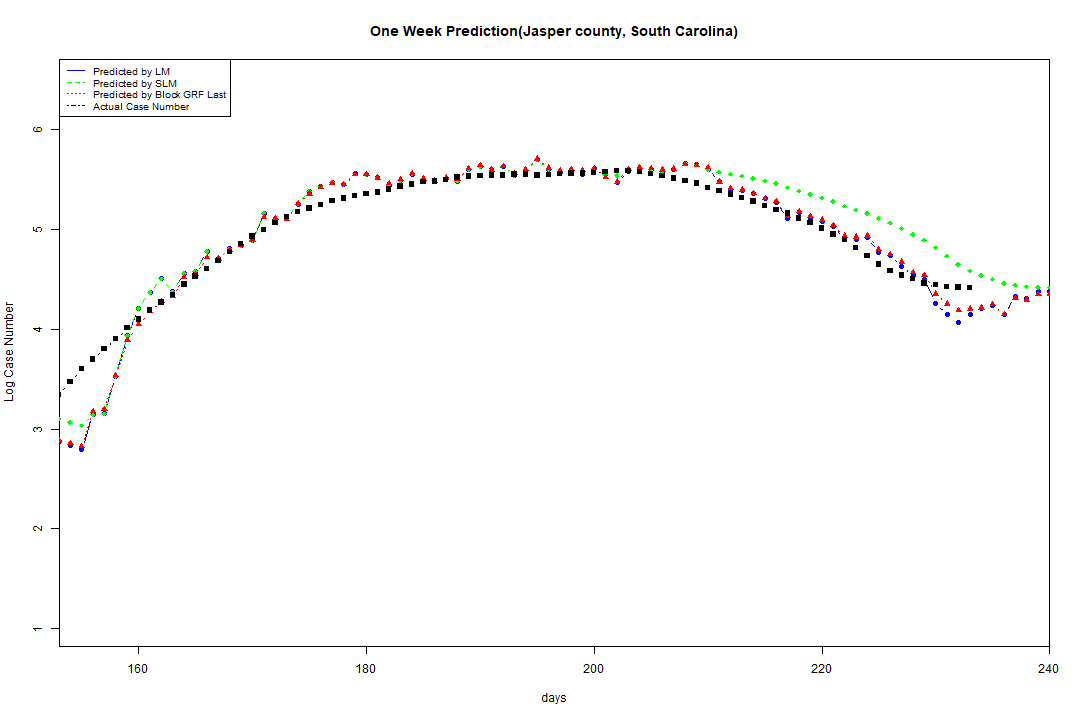 One Week Prediction(Jasper county, South Carolina)
Predicted by LM
Predicted by SLM
Predicted by Block GRF Last
Actual Case Number
6
5
4
3
2
1
Log Case Number
160 180 200 220 240
days